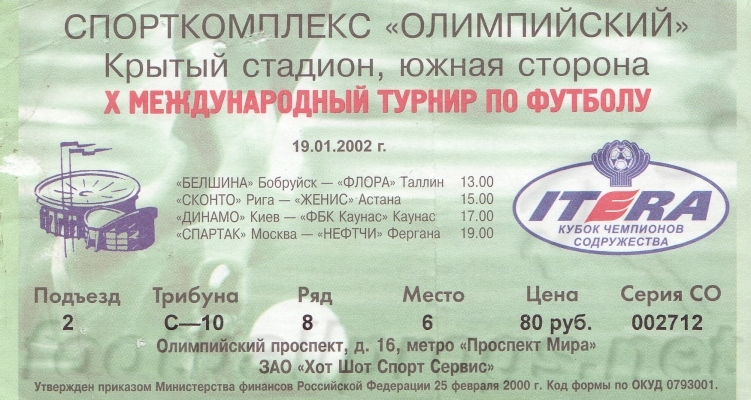 СПОРТКОМПЛЕКС «ОЛИМПИЙСКИЙ»
Крытый стадион, южная сторона
X МЕЖДУНАРОДНЫЙ ТУРНИР ПО ФУТБОЛУ
19.01.2002 г.
«БЕЛШИНА» Бобруйск — «ФЛОРА» Таллин 13.00
«СКОНТО» Рига — «ЖЕНИС» Астана 15.00
«ДИНАМО» Киев — «ФБК Каунас» Каунас 17.00
«СПАРТАК» Москва — «НЕФТЧИ» Фергана 19.00
ITERA
КУБОК ЧЕМПИОНОВ
СОДРУЖЕСТВА
Подъезд Трибуна Ряд Место Цена Серия СО
2 С—10 8 6 80 руб. 002712
Олимпийский проспект, д. 16, метро «Проспект Мира»
ЗАО «Хот Шот Спорт Сервис»
Утвержден приказом Министерства финансов Российской Федерации 25 февраля 2000 г. Код формы по ОКУД 0793001.